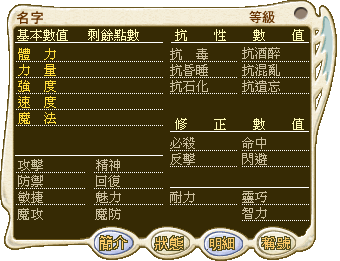 名字 等級
基本數值 剩餘點數 抗性數值
體力 抗毒 抗酒醉
力量 抗昏睡 抗混亂
強度 抗石化 抗遺忘
速度
魔法 修正數值
必殺 命中
反擊 閃避
攻擊 精神
防禦 回復
敏捷 魅力 耐力 靈巧
魔攻 魔防 智力
簡介 狀態 明細 稱號